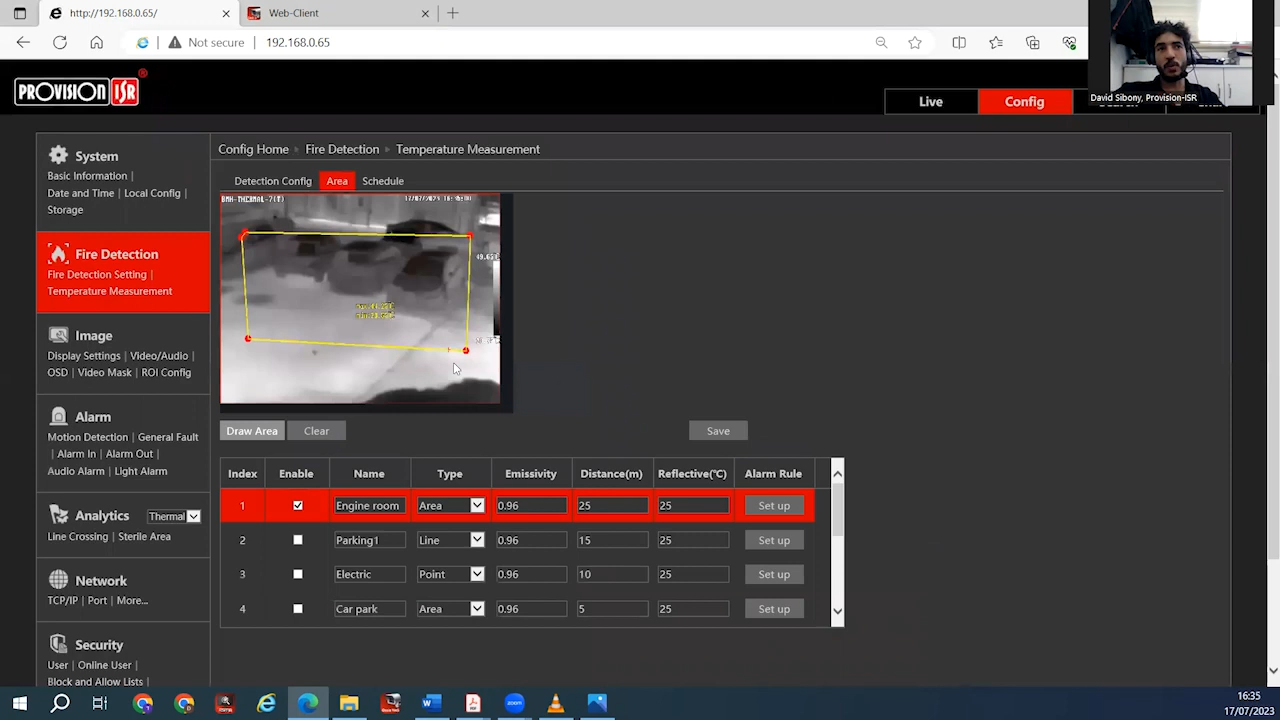 http://192.168.0.65/
Web-Client
Not secure
192.168.0.65
PROVISION ISR
®
Live
Config
David Sibony, Provision-ISR
System
Basic Information |
Date and Time | Local Config |
Storage
Fire Detection
Fire Detection Setting |
Temperature Measurement
Image
Display Settings | Video/Audio |
OSD | Video Mask | ROI Config |
Alarm
Motion Detection | General Fault
| Alarm In | Alarm Out |
Audio Alarm | Light Alarm |
Analytics Thermal
Line Crossing | Sterile Area |
Network
TCP/IP | Port | More...
Security
User | Online User |
Block and Allow Lists |
Config Home ▸ Fire Detection ▸ Temperature Measurement
Detection Config Area Schedule
Draw Area Clear Save
Index Enable Name Type Emissivity Distance(m) Reflective(℃) Alarm Rule
1 Engine room Area 0.96 25 25 Set up
2 Parking1 Line 0.96 15 25 Set up
3 Electric Point 0.96 10 25 Set up
4 Car park Area 0.96 5 25 Set up
16:35
17/07/2023